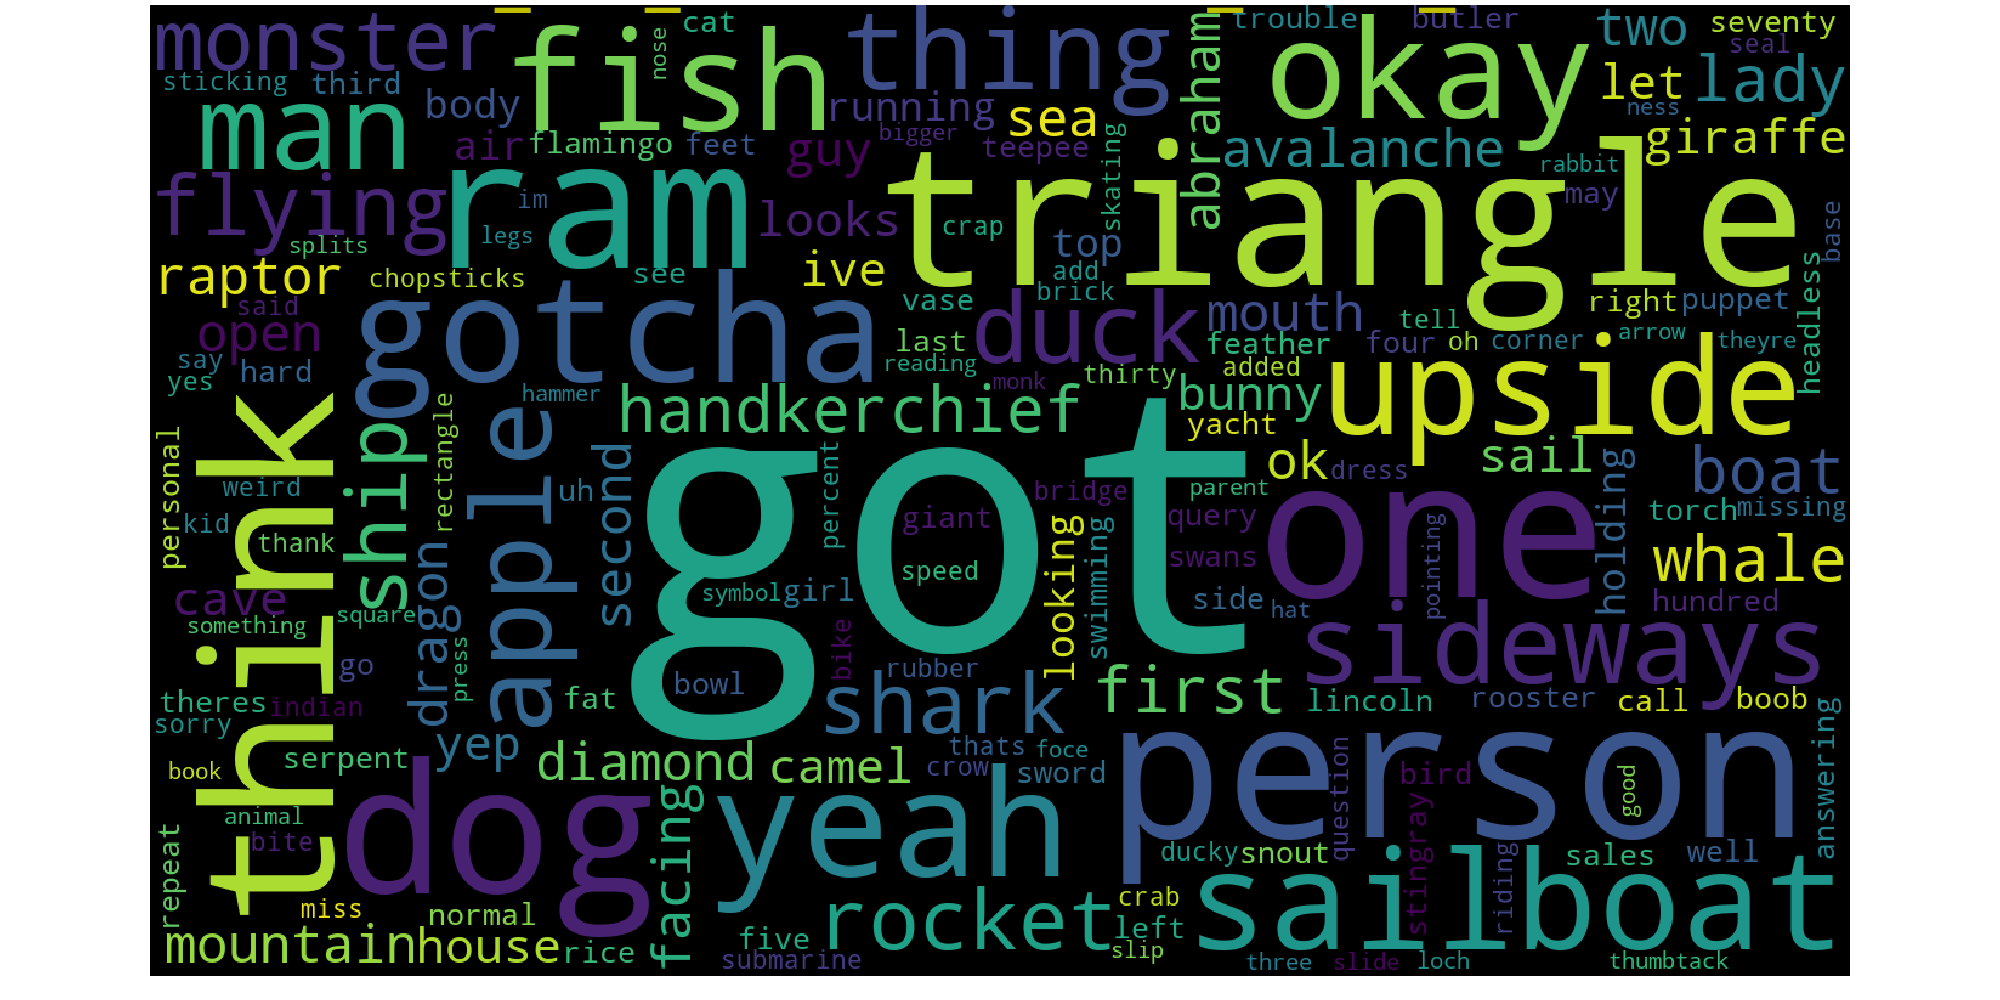 monster
fish
cat
nose
thing
abraham
trouble
okay
butler
two
seventy
seal
sticking
third
body
running
sea
let
lady
ness
man
air
flamingo
feet
guy
bigger
teepee
skating
avalanche
rabbit
giraffe
flying
im
legs
ram
looks
crap
top
triangle
may
base
splits
raptor
chopsticks
see
ive
add
vase
brick
right
puppet
headless
said
open
gotcha
last
duck
mouth
tell
arrow
theyre
say
yes
hard
hammer
reading
monk
thirty
feather
added
four
oh
corner
bunny
upside
handkerchief
yacht
personal
think
ship
rectangle
apple
second
uh
got
percent
ok
dress
sail
boat
weird
bridge
parent
one
holding
torch
missing
kid
thank
giant
query
pointing
whale
dragon
speed
looking
swimming
swans
cave
square
symbol
girl
side
hat
hundred
something
go
press
bowl
bike
rubber
sideways
theres
indian
fat
shark
first
lincoln
rooster
call
boob
sorry
yep
answering
serpent
diamond
camel
thats
foce
person
book
crow
sword
question
bird
good
animal
bite
dog
facing
yeah
ducky
snout
stingray
sales
well
repeat
miss
normal
rocket
crab
sailboat
riding
mountain
house
rice
five
left
submarine
slip
three
slide
loch
thumbtack